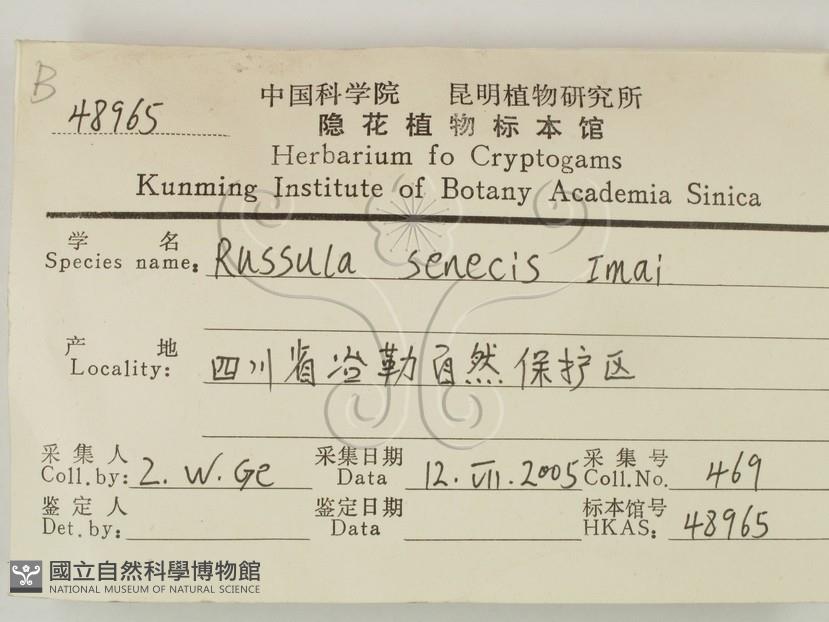 B
48965
中国科学院 昆明植物研究所
隐花植物标本馆
Herbarium fo Cryptogams
Kunming Institute of Botany Academia Sinica
学 名
Species name: Russula senecis Imai
产 地
Locality: 四川省冶勒自然保护区
采集人 采集日期 采集号
Coll.by: Z.W.Ge Data 12.VII.2005 Coll.No. 469
鉴定人 鉴定日期 标本馆号
Det.by: Data HKAS: 48965
國立自然科學博物館
NATIONAL MUSEUM OF NATURAL SCIENCE